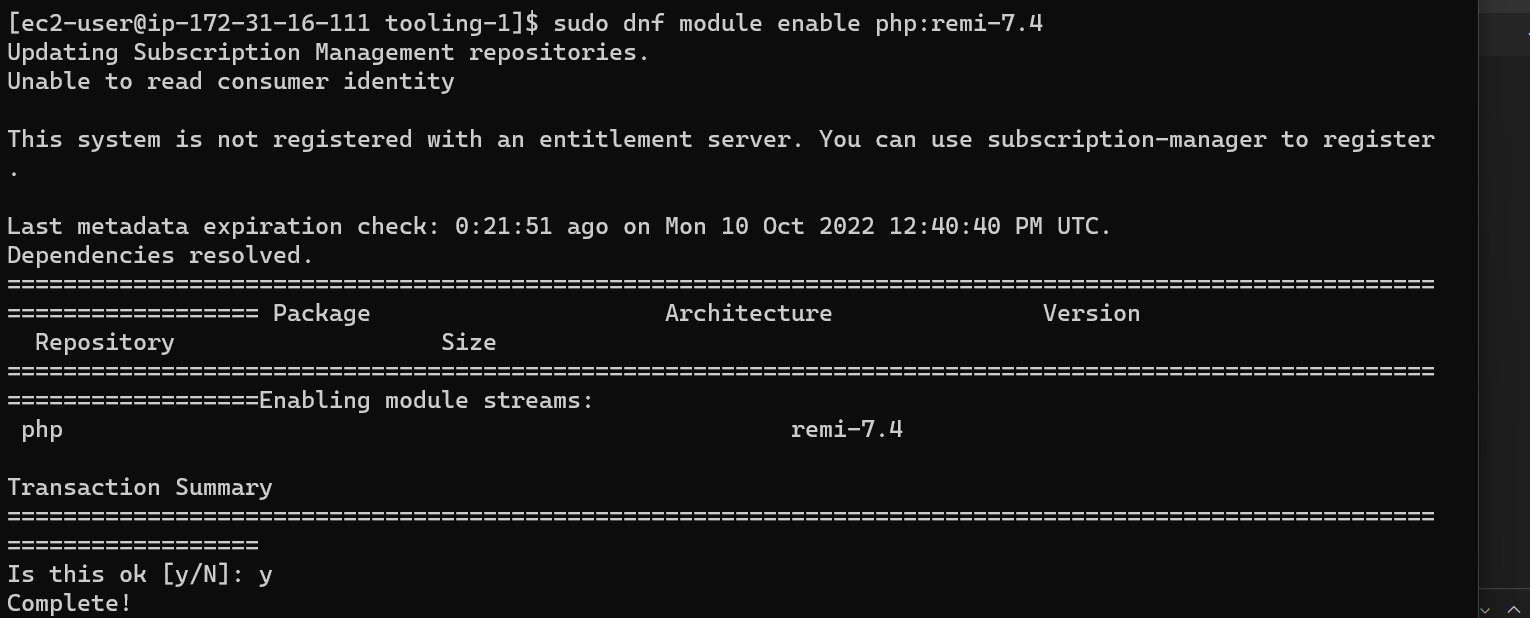 [ec2-user@ip-172-31-16-111 tooling-1]$ sudo dnf module enable php:remi-7.4
Updating Subscription Management repositories.
Unable to read consumer identity
This system is not registered with an entitlement server. You can use subscription-manager to register
.
Last metadata expiration check: 0:21:51 ago on Mon 10 Oct 2022 12:40:40 PM UTC.
Dependencies resolved.
======================================================================================================
================== Package                     Architecture               Version
  Repository                   Size
======================================================================================================
==================Enabling module streams:
 php                                                    remi-7.4
Transaction Summary
======================================================================================================
==================
Is this ok [y/N]: y
Complete!